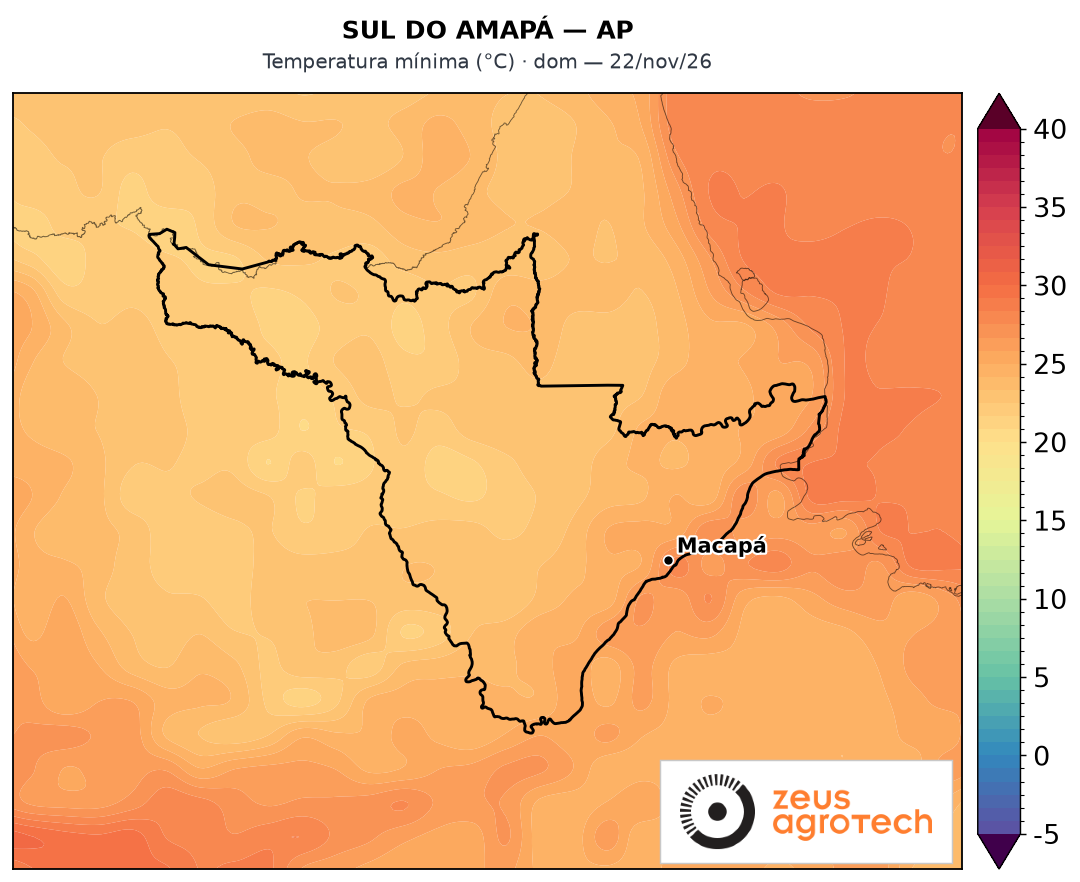 SUL DO AMAPÁ — AP
Temperatura mínima (°C) · dom — 22/nov/26
40
35
30
25
20
15
10
5
0
-5
Macapá
zeus
agrotech